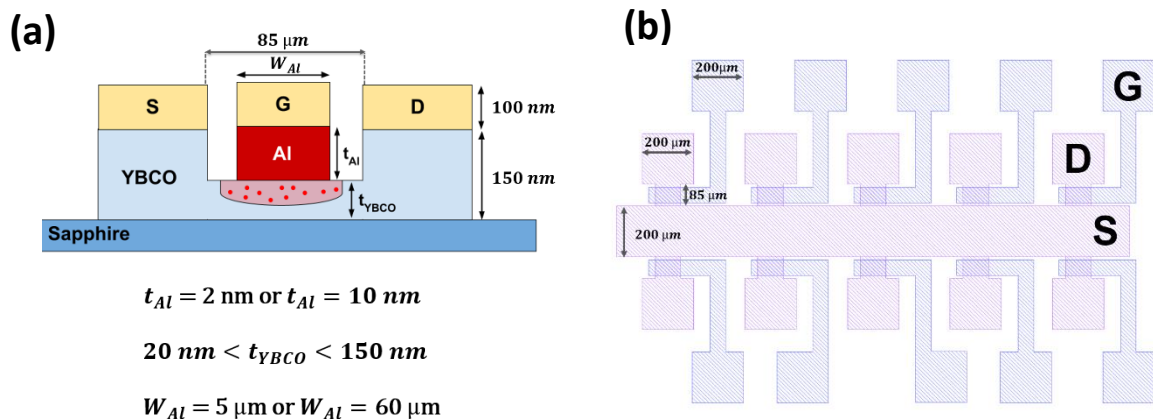 (a)
85 μm
W_Al
S
G
D
100 nm
Al
t_Al
YBCO
150 nm
t_YBCO
Sapphire
t_Al = 2 nm or t_Al = 10 nm
20 nm < t_YBCO < 150 nm
W_Al = 5 μm or W_Al = 60 μm
(b)
200μm
G
200 μm
D
85 μm
200 μm
S